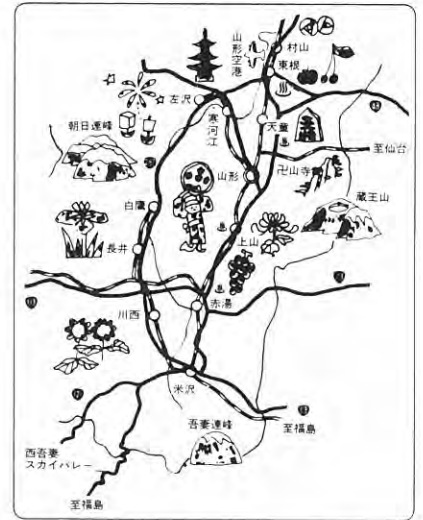 山形空港
村山
東根
左沢
寒河江
天童
朝日連峰
至仙台
山寺
山形
蔵王山
白鷹
上山
長井
川西
赤湯
米沢
吾妻連峰
至福島
西吾妻
スカイバレー
至福島